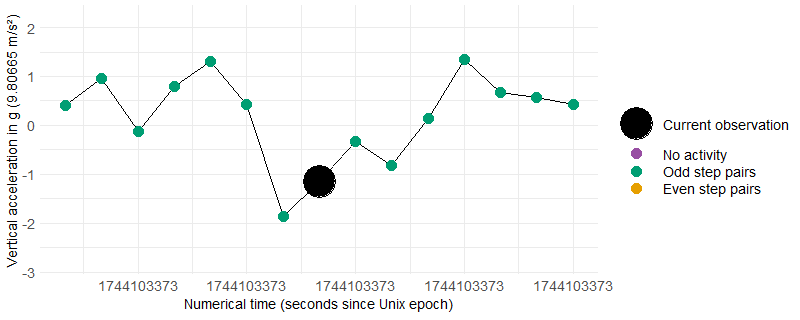 Vertical acceleration in g (9.80665 m/s²)
2
1
0
-1
-2
-3
1744103373 1744103373 1744103373 1744103373 1744103373
Numerical time (seconds since Unix epoch)
Current observation
No activity
Odd step pairs
Even step pairs